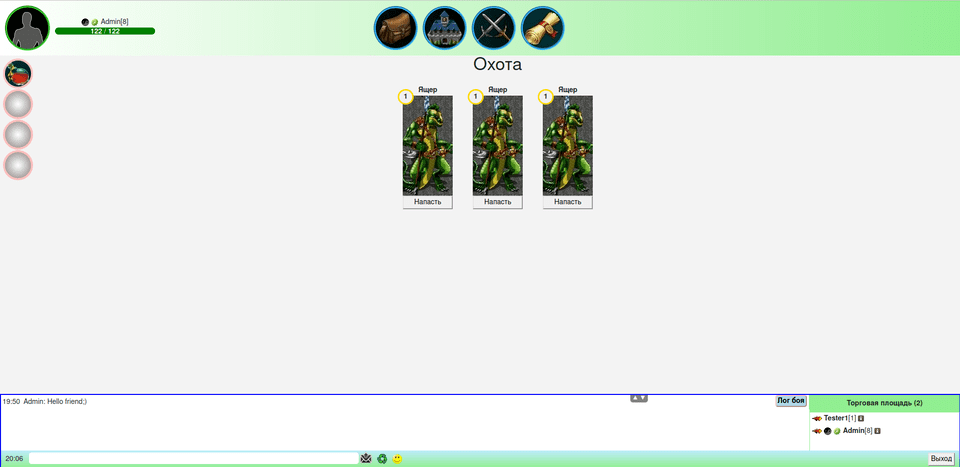 Admin[8]
122 / 122
Охота
Ящер Ящер Ящер
1 1 1
Напасть Напасть Напасть
19:50 Admin: Hello friend;)
Лог боя
Торговая площадь (2)
Tester1[1]
Admin[8]
20:06
Выход